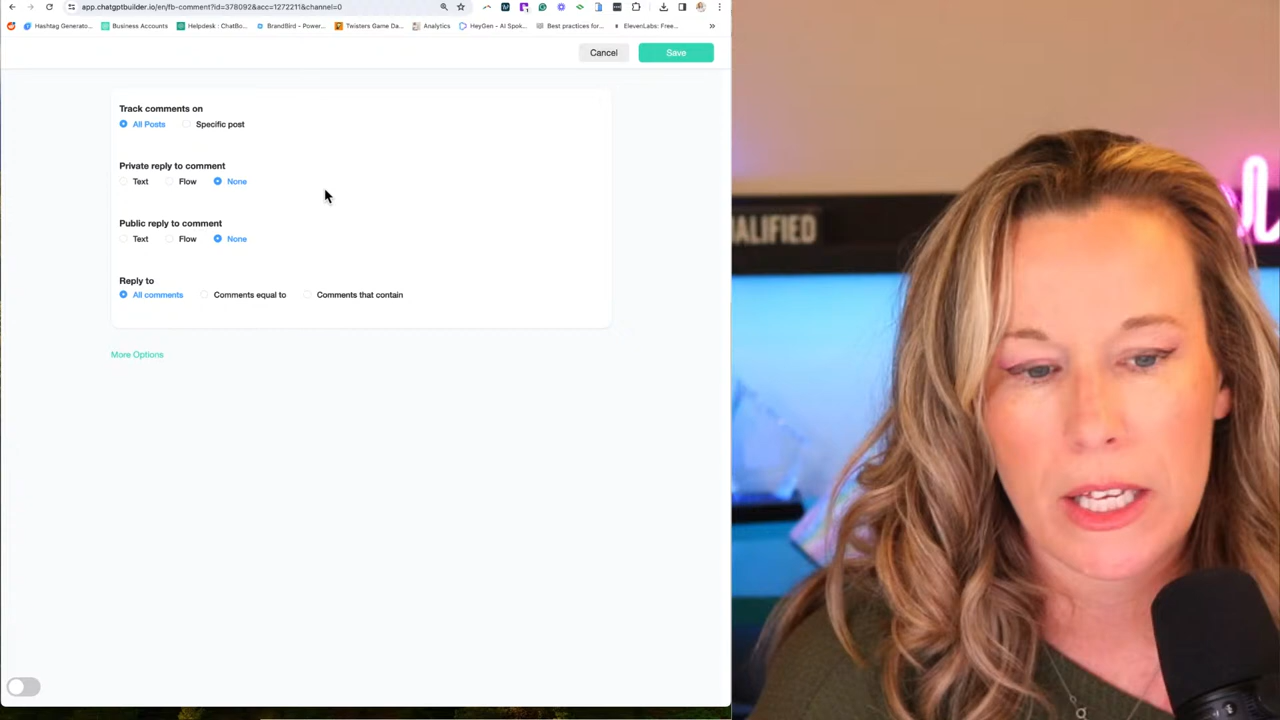 app.chatgptbuilder.io/en/fb-comment?id=378092&acc=1272211&channel=0
Hashtag Generato... Business Accounts Helpdesk : ChatBo... BrandBird – Power... Twisters Game Da... Analytics HeyGen - AI Spok... Best practices for... ElevenLabs: Free... »
Cancel Save
Track comments on
All Posts Specific post
Private reply to comment
Text Flow None
Public reply to comment
Text Flow None
Reply to
All comments Comments equal to Comments that contain
More Options
ALIFIED